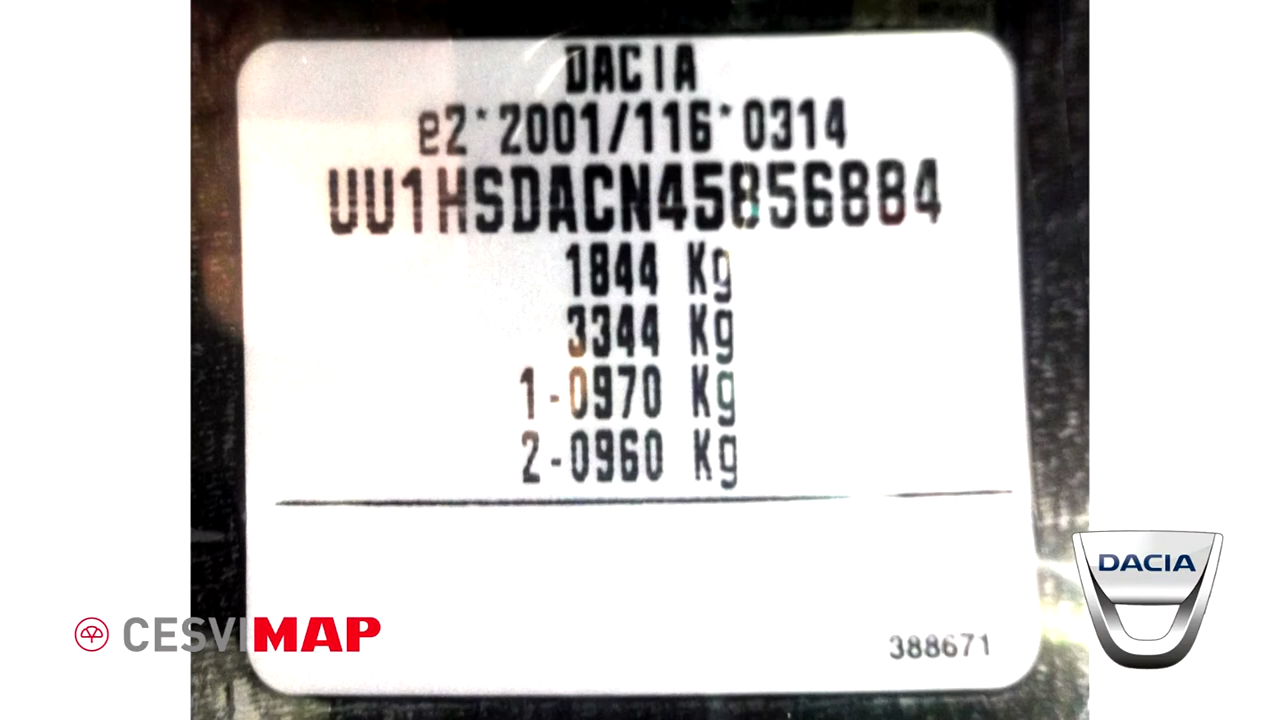 DACIA
e2*2001/116*0314
UU1HSDACN45856884
1844 Kg
3344 Kg
1-0970 Kg
2-0960 Kg
388671
CESVIMAP
DACIA